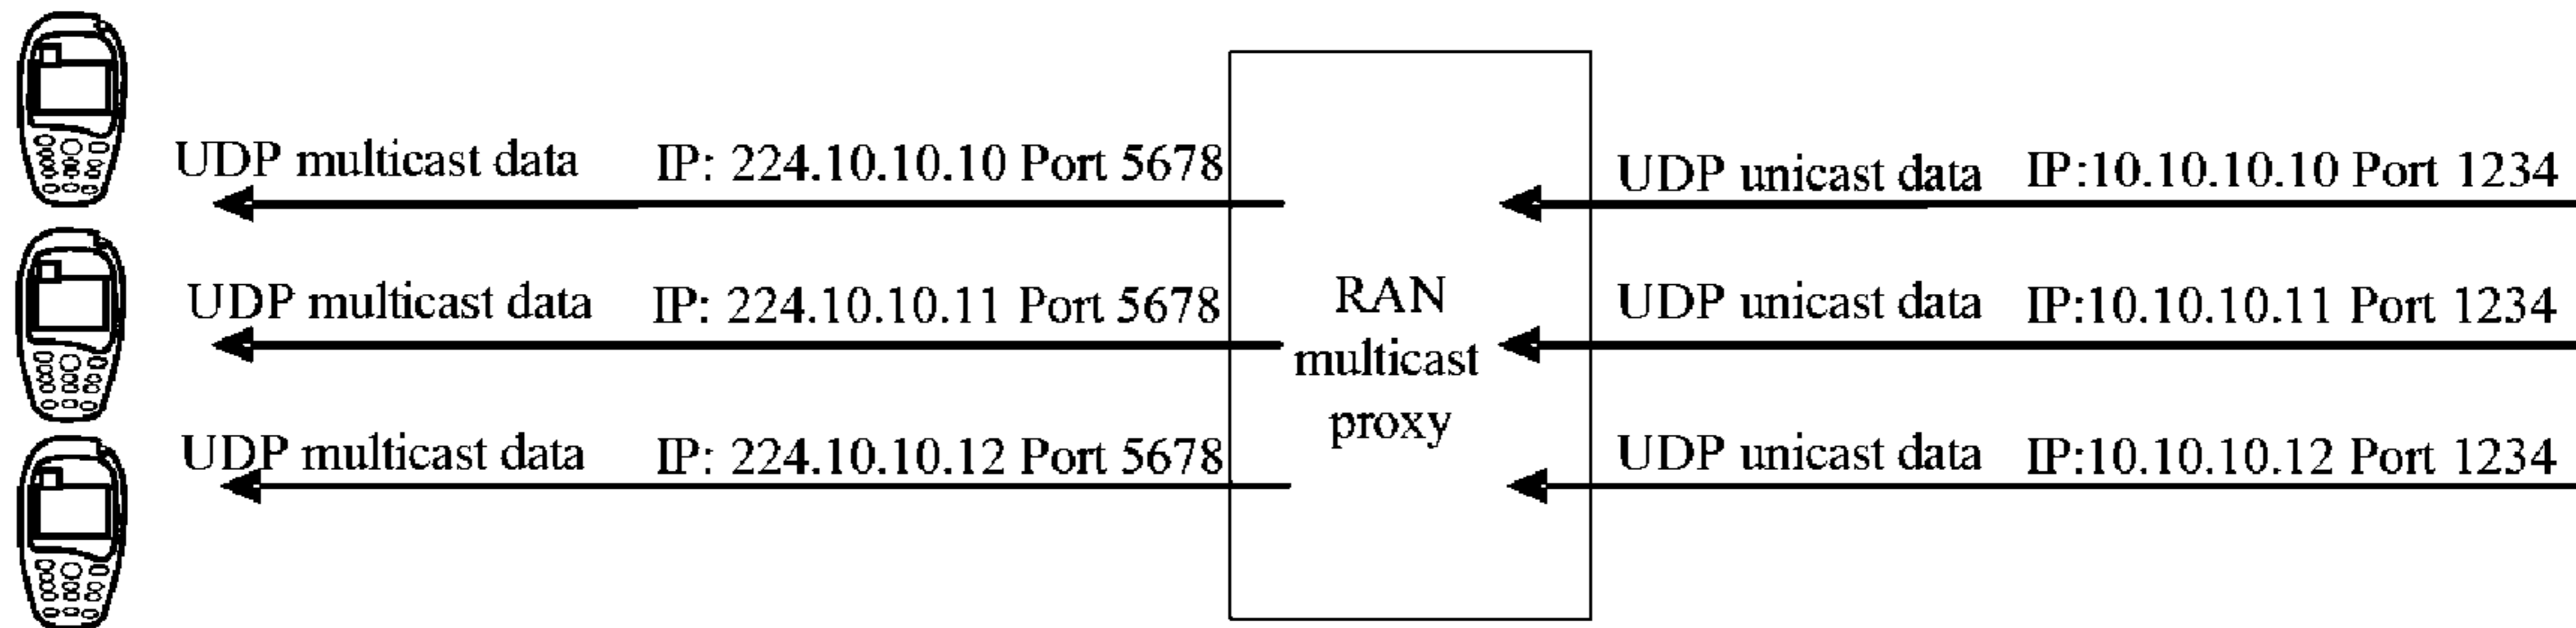 UDP multicast data IP: 224.10.10.10 Port 5678
UDP unicast data IP:10.10.10.10 Port 1234
UDP multicast data IP: 224.10.10.11 Port 5678
RAN
multicast
proxy
UDP unicast data IP:10.10.10.11 Port 1234
UDP multicast data IP: 224.10.10.12 Port 5678
UDP unicast data IP:10.10.10.12 Port 1234